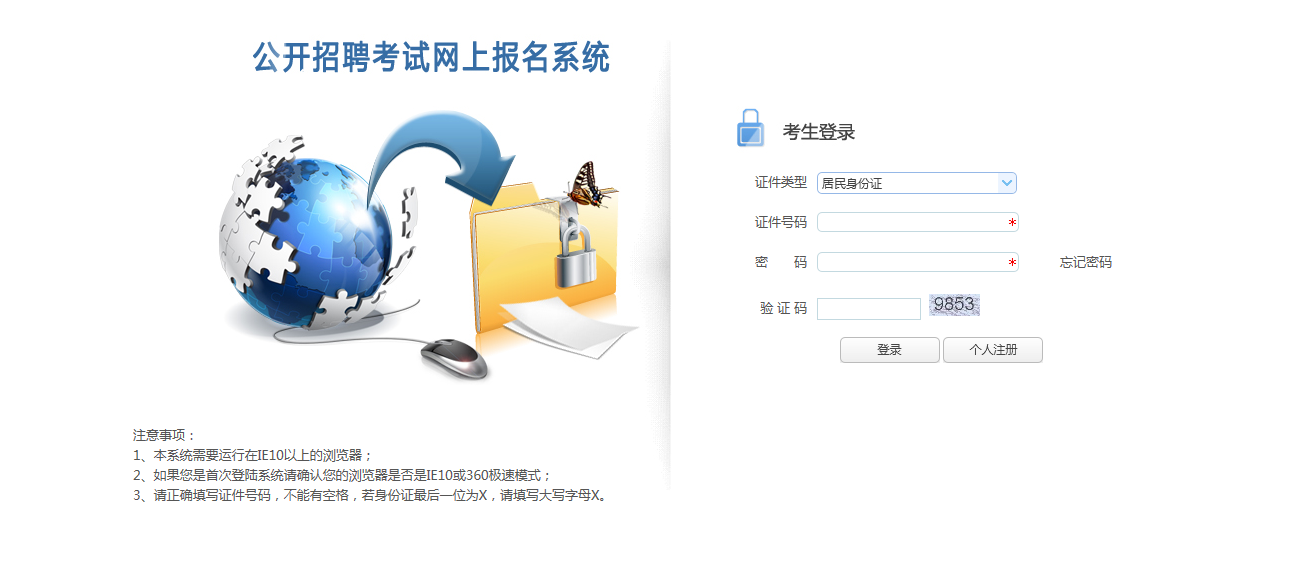 公开招聘考试网上报名系统
考生登录
证件类型 居民身份证
证件号码 *
密 码 * 忘记密码
验 证 码 9853
登录 个人注册
注意事项：
1、本系统需要运行在IE10以上的浏览器；
2、如果您是首次登陆系统请确认您的浏览器是否是IE10或360极速模式；
3、请正确填写证件号码，不能有空格，若身份证最后一位为X，请填写大写字母X。